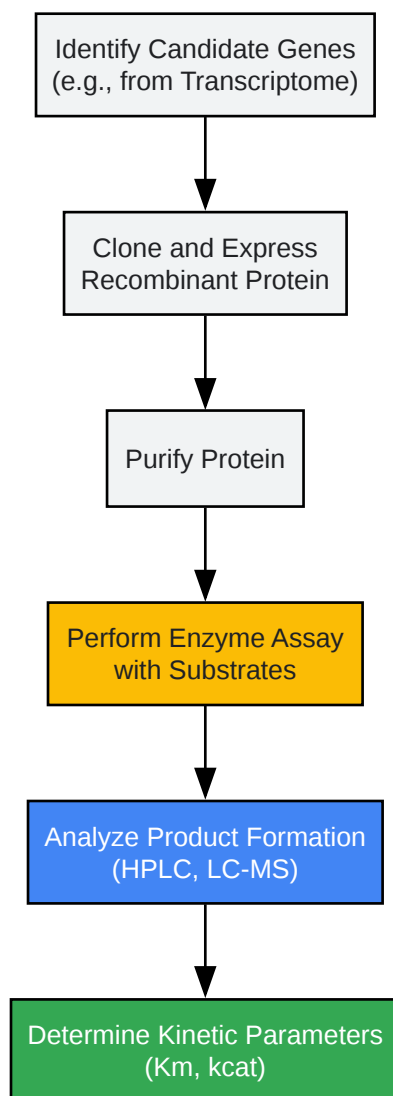 Identify Candidate Genes
(e.g., from Transcriptome)
Clone and Express
Recombinant Protein
Purify Protein
Perform Enzyme Assay
with Substrates
Analyze Product Formation
(HPLC, LC-MS)
Determine Kinetic Parameters
(Km, kcat)